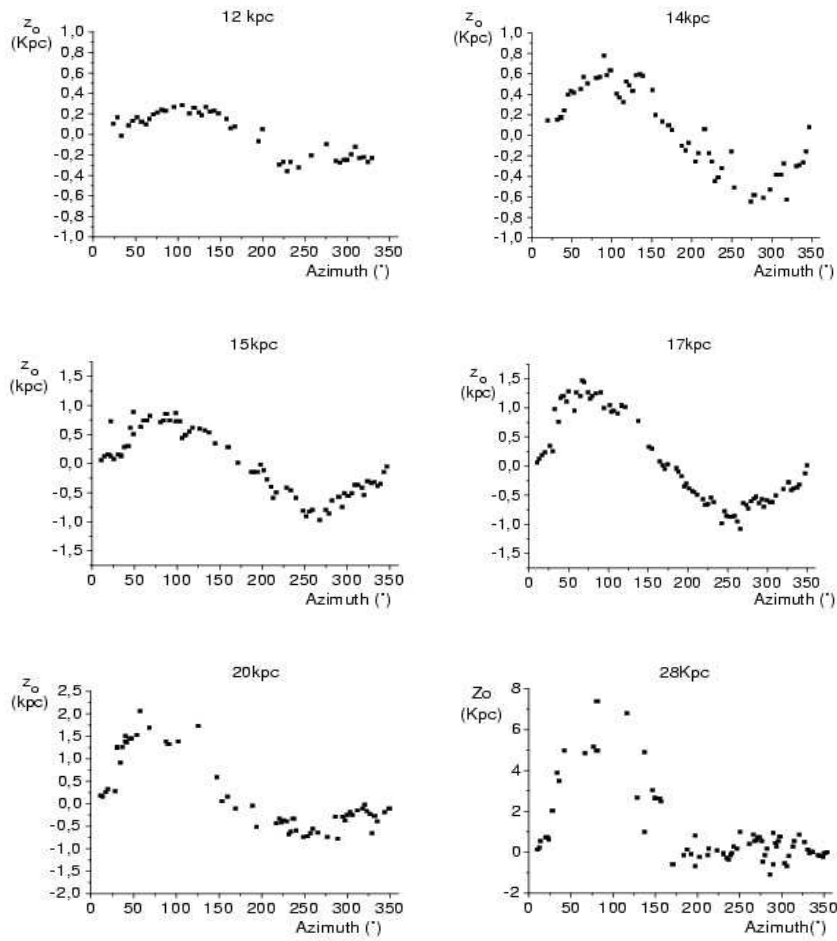 12 kpc
z₀
(Kpc)
1,0
0,8
0,6
0,4
0,2
0,0
-0,2
-0,4
-0,6
-0,8
-1,0
0 50 100 150 200 250 300 350
Azimuth (°)
14kpc
z₀
(Kpc)
1,0
0,8
0,6
0,4
0,2
0,0
-0,2
-0,4
-0,6
-0,8
-1,0
0 50 100 150 200 250 300 350
Azimuth (°)
15kpc
z₀
(kpc)
1,5
1,0
0,5
0,0
-0,5
-1,0
-1,5
0 50 100 150 200 250 300 350
Azimuth (°)
17kpc
z₀
(kpc)
1,5
1,0
0,5
0,0
-0,5
-1,0
-1,5
0 50 100 150 200 250 300 350
Azimuth (°)
20kpc
z₀
(kpc)
2,5
2,0
1,5
1,0
0,5
0,0
-0,5
-1,0
-1,5
-2,0
0 50 100 150 200 250 300 350
Azimuth (°)
28Kpc
Zo
(Kpc)
8
6
4
2
0
-2
0 50 100 150 200 250 300 350
Azimuth(°)